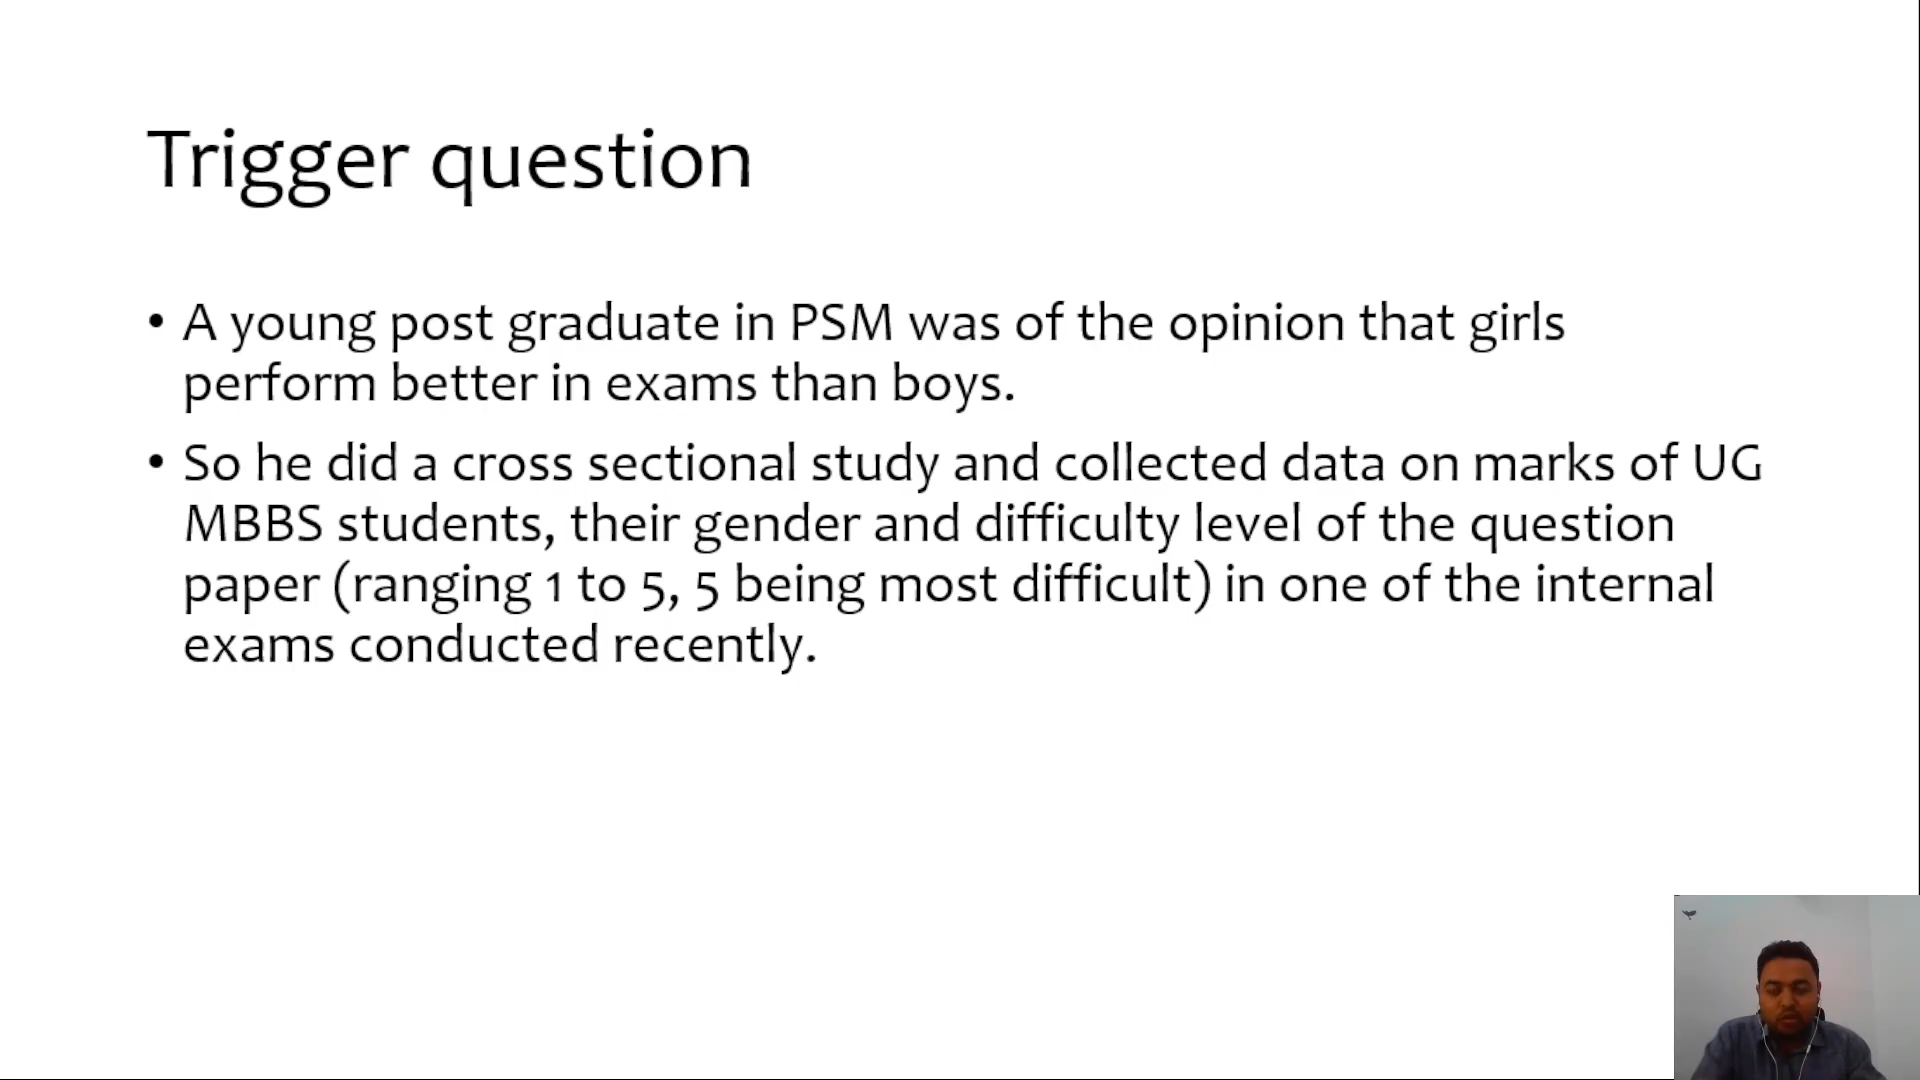 Trigger question
• A young post graduate in PSM was of the opinion that girls
perform better in exams than boys.
• So he did a cross sectional study and collected data on marks of UG
MBBS students, their gender and difficulty level of the question
paper (ranging 1 to 5, 5 being most difficult) in one of the internal
exams conducted recently.